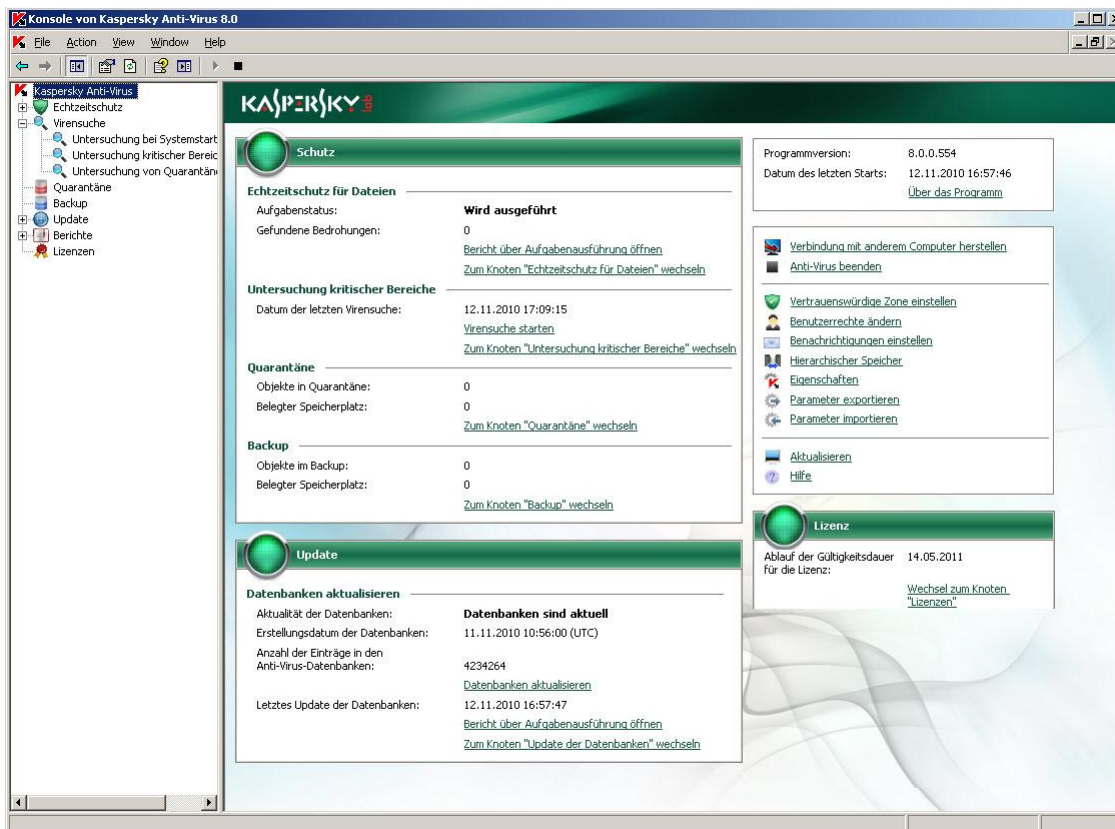 Konsole von Kaspersky Anti-Virus 8.0
File Action View Window Help
Kaspersky Anti-Virus
Echtzeitschutz
Virensuche
Untersuchung bei Systemstart
Untersuchung kritischer Bereic
Untersuchung von Quarantän
Quarantäne
Backup
Update
Berichte
Lizenzen
KASPERSKY lab
Schutz
Echtzeitschutz für Dateien
Aufgabenstatus: Wird ausgeführt
Gefundene Bedrohungen: 0
Bericht über Aufgabenausführung öffnen
Zum Knoten "Echtzeitschutz für Dateien" wechseln
Untersuchung kritischer Bereiche
Datum der letzten Virensuche: 12.11.2010 17:09:15
Virensuche starten
Zum Knoten "Untersuchung kritischer Bereiche" wechseln
Quarantäne
Objekte in Quarantäne: 0
Belegter Speicherplatz: 0
Zum Knoten "Quarantäne" wechseln
Backup
Objekte im Backup: 0
Belegter Speicherplatz: 0
Zum Knoten "Backup" wechseln
Update
Datenbanken aktualisieren
Aktualität der Datenbanken: Datenbanken sind aktuell
Erstellungsdatum der Datenbanken: 11.11.2010 10:56:00 (UTC)
Anzahl der Einträge in den
Anti-Virus-Datenbanken: 4234264
Datenbanken aktualisieren
Letztes Update der Datenbanken: 12.11.2010 16:57:47
Bericht über Aufgabenausführung öffnen
Zum Knoten "Update der Datenbanken" wechseln
Programmversion: 8.0.0.554
Datum des letzten Starts: 12.11.2010 16:57:46
Über das Programm
Verbindung mit anderem Computer herstellen
Anti-Virus beenden
Vertrauenswürdige Zone einstellen
Benutzerrechte ändern
Benachrichtigungen einstellen
Hierarchischer Speicher
Eigenschaften
Parameter exportieren
Parameter importieren
Aktualisieren
Hilfe
Lizenz
Ablauf der Gültigkeitsdauer 14.05.2011
für die Lizenz:
Wechsel zum Knoten
"Lizenzen"